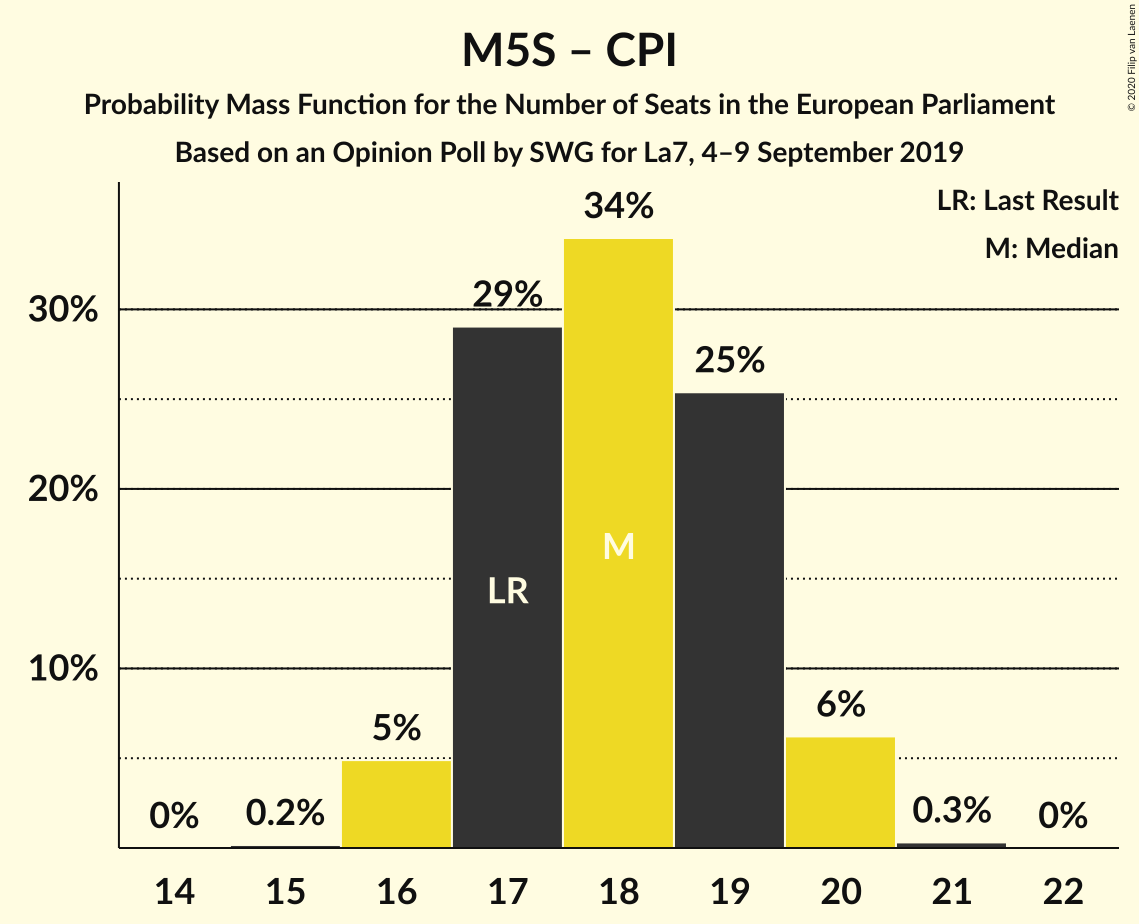 M5S – CPI
Probability Mass Function for the Number of Seats in the European Parliament
Based on an Opinion Poll by SWG for La7, 4–9 September 2019
© 2020 Filip van Laenen
LR: Last Result
M: Median
34%
29%
30%
25%
20%
M
LR
10%
6%
5%
0%
0.2%
0.3%
0%
14 15 16 17 18 19 20 21 22